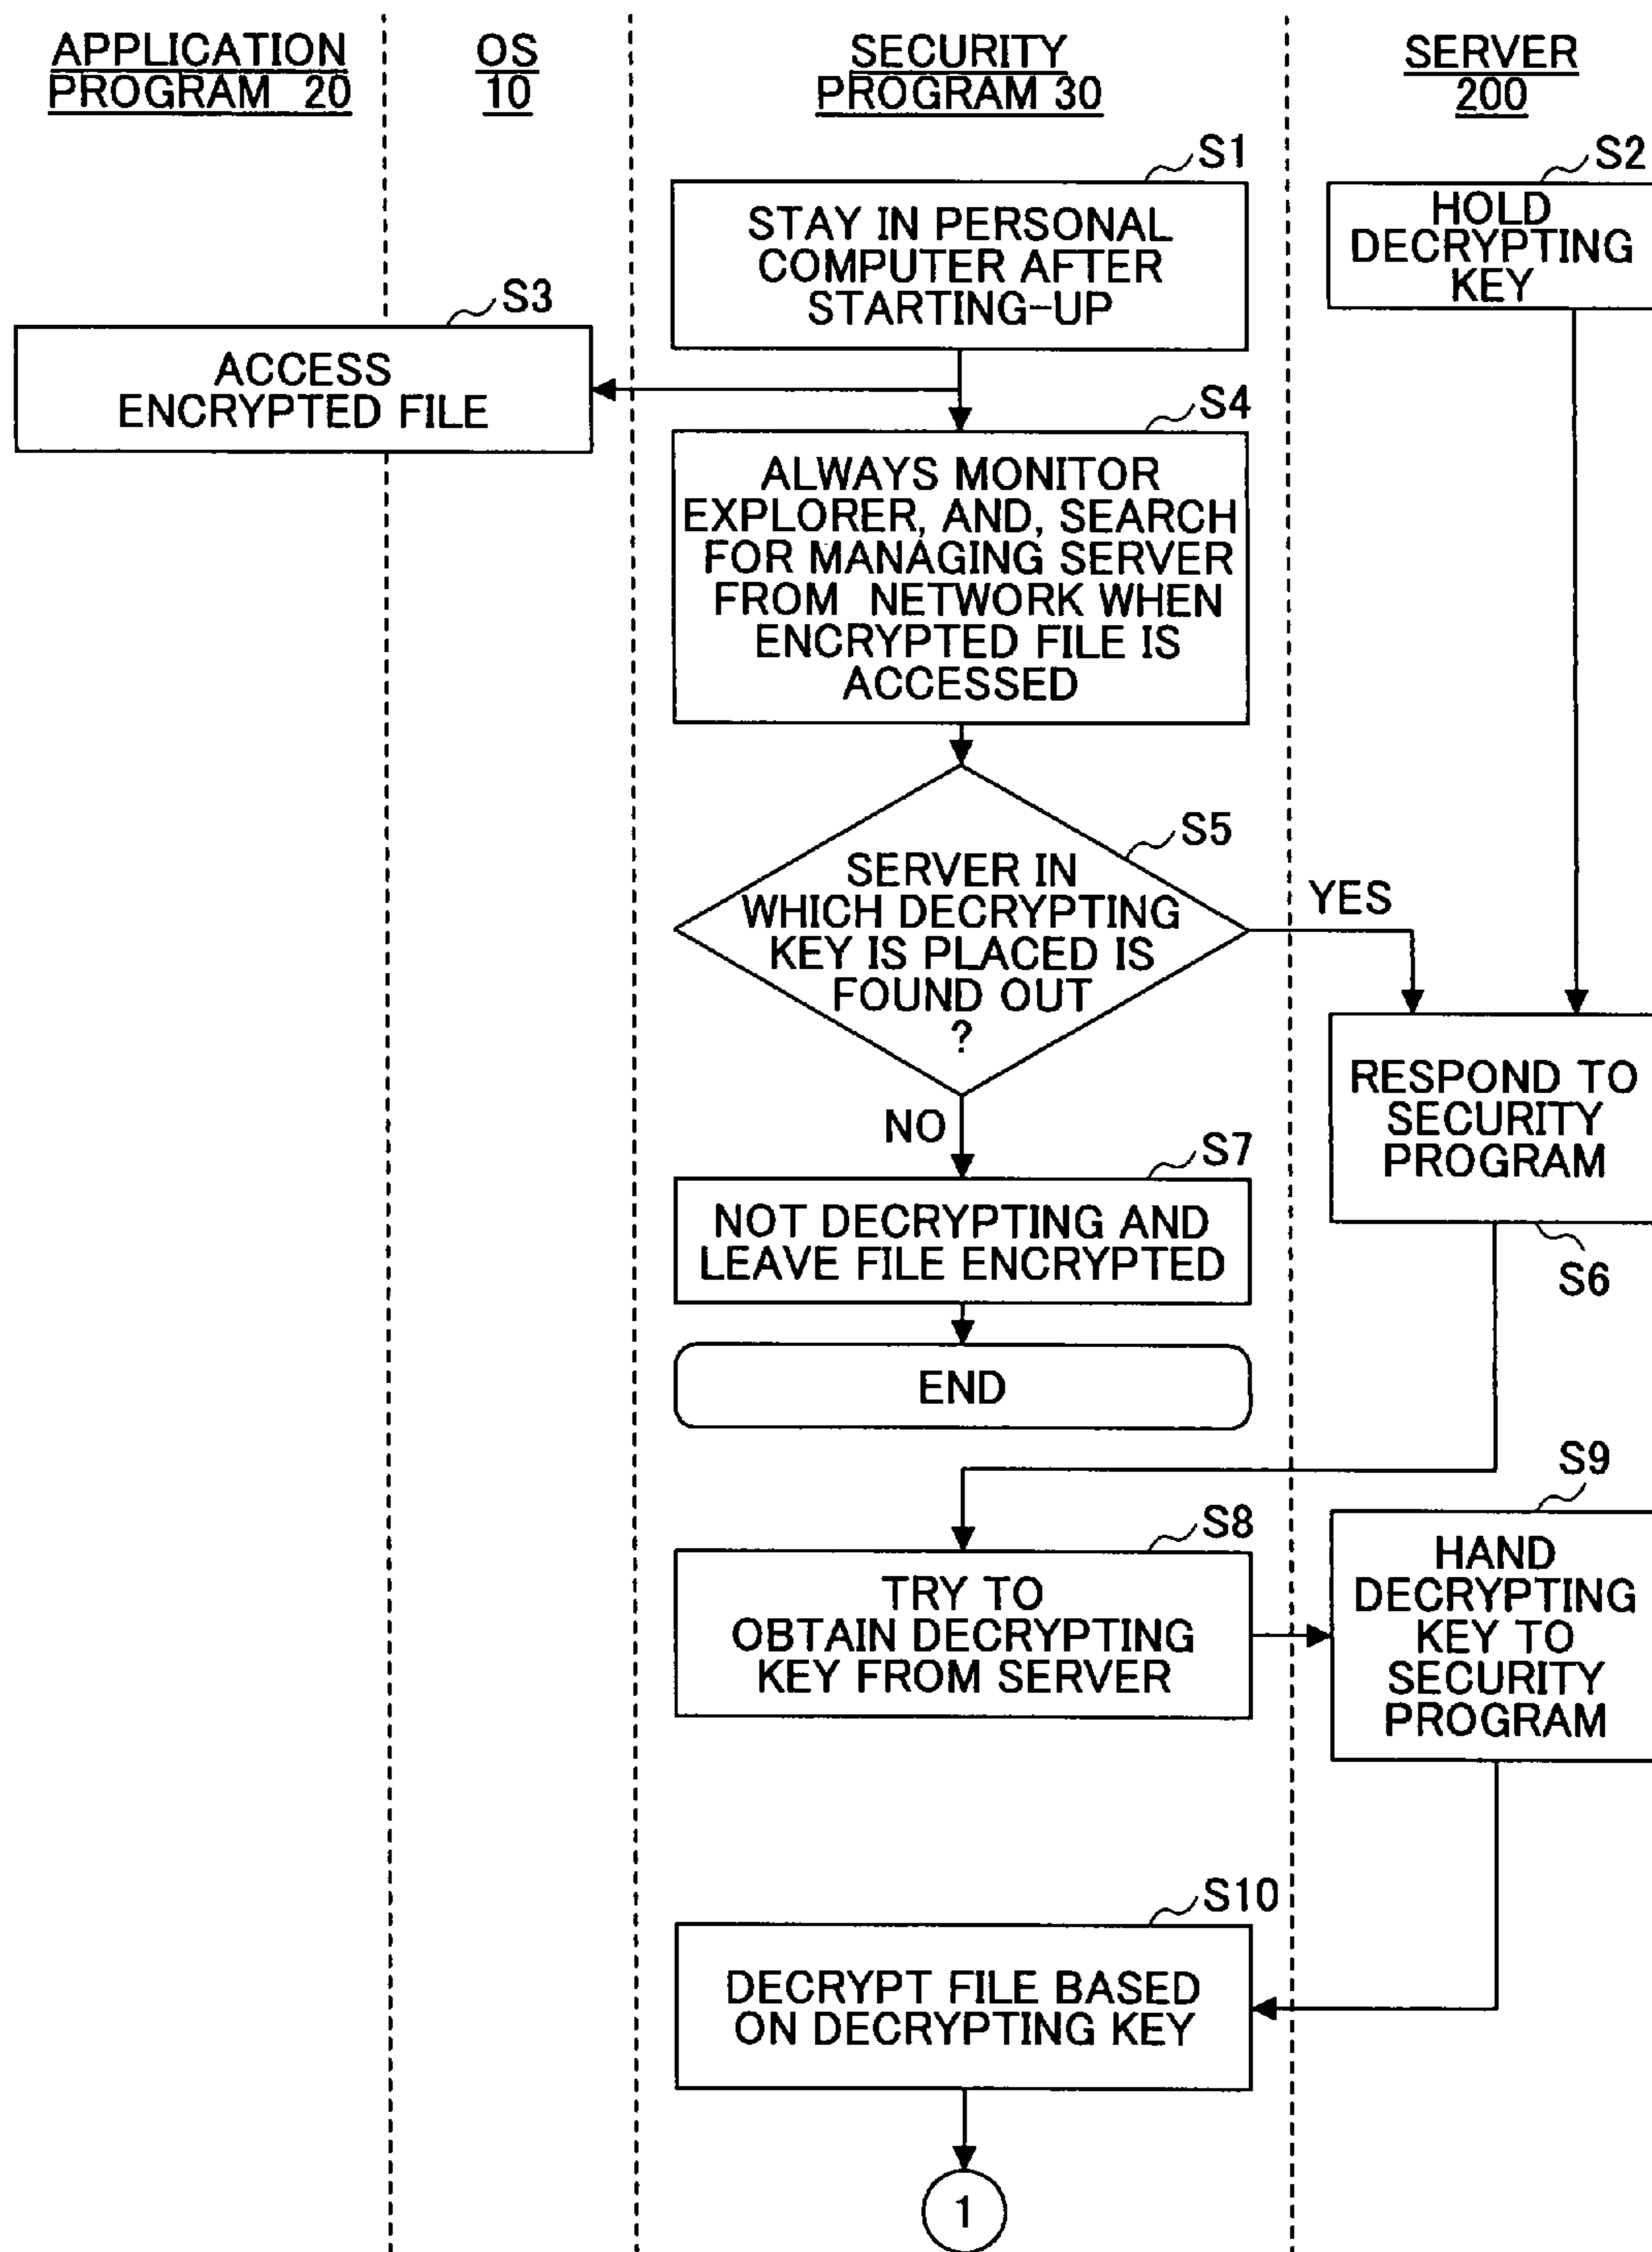 APPLICATION
PROGRAM 20
OS
10
SECURITY
PROGRAM 30
SERVER
200
S1
STAY IN PERSONAL
COMPUTER AFTER
STARTING-UP
S2
HOLD
DECRYPTING
KEY
S3
ACCESS
ENCRYPTED FILE
S4
ALWAYS MONITOR
EXPLORER, AND, SEARCH
FOR MANAGING SERVER
FROM NETWORK WHEN
ENCRYPTED FILE IS
ACCESSED
S5
SERVER IN
WHICH DECRYPTING
KEY IS PLACED IS
FOUND OUT
?
YES
NO
RESPOND TO
SECURITY
PROGRAM
S6
S7
NOT DECRYPTING AND
LEAVE FILE ENCRYPTED
END
S8
TRY TO
OBTAIN DECRYPTING
KEY FROM SERVER
S9
HAND
DECRYPTING
KEY TO
SECURITY
PROGRAM
S10
DECRYPT FILE BASED
ON DECRYPTING KEY
1